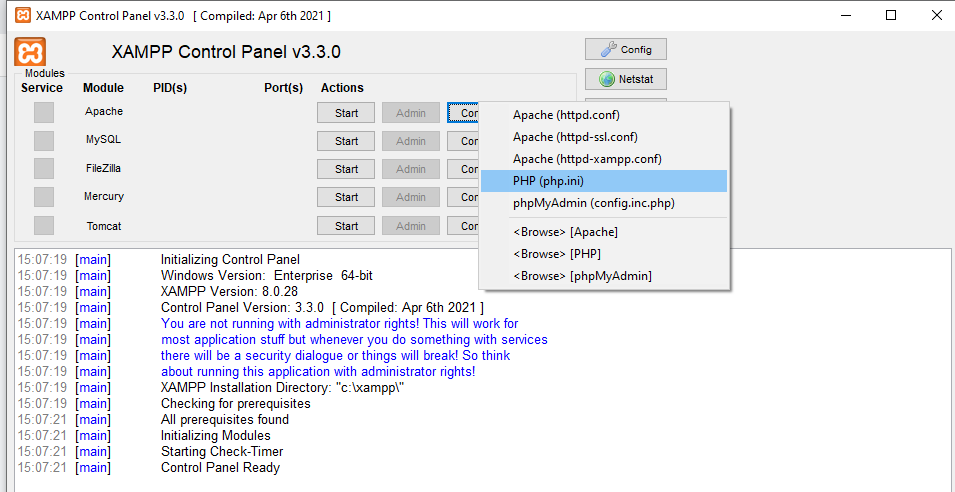 XAMPP Control Panel v3.3.0 [ Compiled: Apr 6th 2021 ]
XAMPP Control Panel v3.3.0
Config
Netstat
Modules
Service Module PID(s) Port(s) Actions
Apache Start Admin
MySQL Start Admin
FileZilla Start Admin
Mercury Start Admin
Tomcat Start Admin
Apache (httpd.conf)
Apache (httpd-ssl.conf)
Apache (httpd-xampp.conf)
PHP (php.ini)
phpMyAdmin (config.inc.php)
<Browse> [Apache]
<Browse> [PHP]
<Browse> [phpMyAdmin]
15:07:19 [main] Initializing Control Panel
15:07:19 [main] Windows Version: Enterprise 64-bit
15:07:19 [main] XAMPP Version: 8.0.28
15:07:19 [main] Control Panel Version: 3.3.0 [ Compiled: Apr 6th 2021 ]
15:07:19 [main] You are not running with administrator rights! This will work for
15:07:19 [main] most application stuff but whenever you do something with services
15:07:19 [main] there will be a security dialogue or things will break! So think
15:07:19 [main] about running this application with administrator rights!
15:07:19 [main] XAMPP Installation Directory: "c:\xampp\"
15:07:19 [main] Checking for prerequisites
15:07:21 [main] All prerequisites found
15:07:21 [main] Initializing Modules
15:07:21 [main] Starting Check-Timer
15:07:21 [main] Control Panel Ready